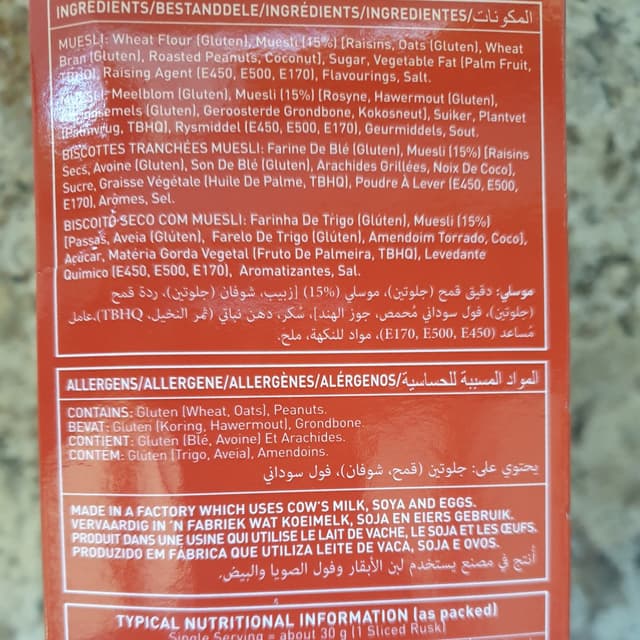 INGREDIENTS/BESTANDDELE/INGRÉDIENTS/INGREDIENTES/المكونات
MUESLI: Wheat Flour (Gluten), Muesli (15%) [Raisins, Oats (Gluten), Wheat
Bran (Gluten), Roasted Peanuts, Coconut], Sugar, Vegetable Fat (Palm Fruit,
TBHQ), Raising Agent (E450, E500, E170), Flavourings, Salt.
Meelblom (Gluten), Muesli (15%) [Rosyne, Hawermout (Gluten),
(Gluten), Geroosterde Grondbone, Kokosneut], Suiker, Plantvet
(Palmvrug, TBHQ), Rysmiddel (E450, E500, E170), Geurmiddels, Sout.
BISCOTTES TRANCHÉES MUESLI: Farine De Blé (Gluten), Muesli (15%) [Raisins
Secs, Avoine (Gluten), Son De Blé (Gluten), Arachides Grillées, Noix De Coco],
Sucre, Graisse Végétale (Huile De Palme, TBHQ), Poudre À Lever (E450, E500,
E170), Arômes, Sel.
BISCOITO SECO COM MUESLI: Farinha De Trigo (Glúten), Muesli (15%)
[Passas, Aveia (Glúten), Farelo De Trigo (Glúten), Amendoim Torrado, Coco],
Açúcar, Matéria Gorda Vegetal (Fruto De Palmeira, TBHQ), Levedante
Químico (E450, E500, E170), Aromatizantes, Sal.
موسلي: دقيق قمح (جلوتين)، موسلي (15%) [زبيب، شوفان (جلوتين)، ردة قمح
(جلوتين)، فول سوداني مُحمص، جوز الهند]، سُكر، دهن نباتي (ثمر النخيل، TBHQ)،عامل
مُساعد (E170, E500, E450)، مواد للنكهة، ملح.
ALLERGENS/ALLERGENE/ALLERGÈNES/ALÉRGENOS/المواد المسببة للحساسية
CONTAINS: Gluten (Wheat, Oats), Peanuts.
BEVAT: Gluten (Koring, Hawermout), Grondbone.
CONTIENT: Gluten (Blé, Avoine) Et Arachides.
CONTÉM: Glúten (Trigo, Aveia), Amendoins.
يحتوي على: جلوتين (قمح، شوفان)، فول سوداني
MADE IN A FACTORY WHICH USES COW'S MILK, SOYA AND EGGS.
VERVAARDIG IN 'N FABRIEK WAT KOEIMELK, SOJA EN EIERS GEBRUIK.
PRODUIT DANS UNE USINE QUI UTILISE LE LAIT DE VACHE, LE SOJA ET LES ŒUFS.
PRODUZIDO EM FÁBRICA QUE UTILIZA LEITE DE VACA, SOJA E OVOS.
أُنتج في مصنع يستخدم لبن الأبقار وفول الصويا والبيض.
TYPICAL NUTRITIONAL INFORMATION (as packed)
Single Serving = about 30 g (1 Sliced Rusk)